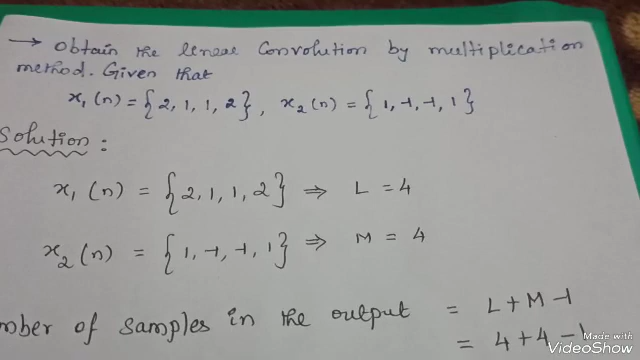 → Obtain the linear Convolution by multiplication
method. Given that
x₁(n) = {2, 1, 1, 2}, x₂(n) = {1, -1, -1, 1}
Solution :
x₁(n) = {2, 1, 1, 2} ⇒ L = 4
x₂(n) = {1, -1, -1, 1} ⇒ M = 4
mber of samples in the output = L + M - 1
= 4 + 4 - 1
Made with
VideoShow